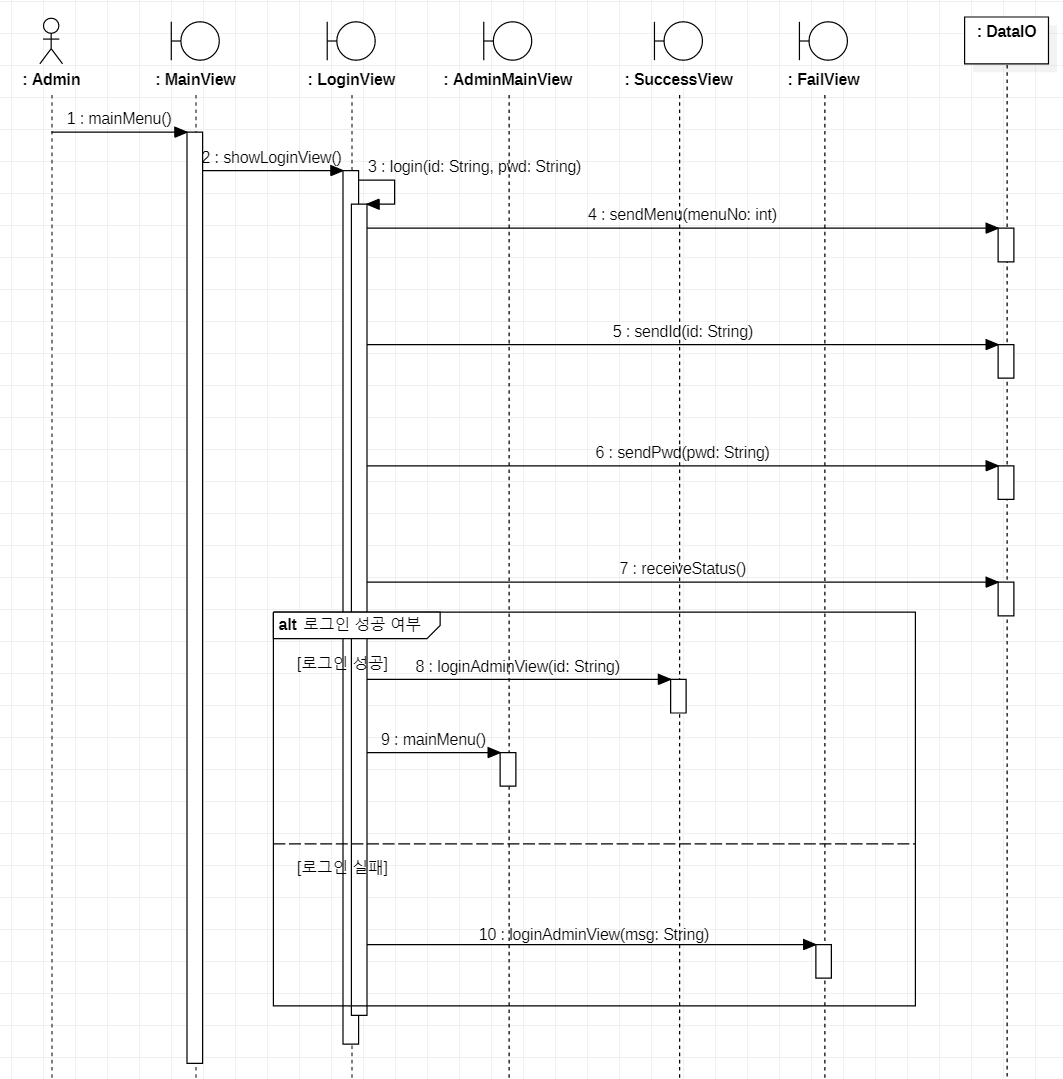 : Admin
: MainView
: LoginView
: AdminMainView
: SuccessView
: FailView
: DataIO
1 : mainMenu()
2 : showLoginView()
3 : login(id: String, pwd: String)
4 : sendMenu(menuNo: int)
5 : sendId(id: String)
6 : sendPwd(pwd: String)
7 : receiveStatus()
alt 로그인 성공 여부
[로그인 성공]
8 : loginAdminView(id: String)
9 : mainMenu()
[로그인 실패]
10 : loginAdminView(msg: String)